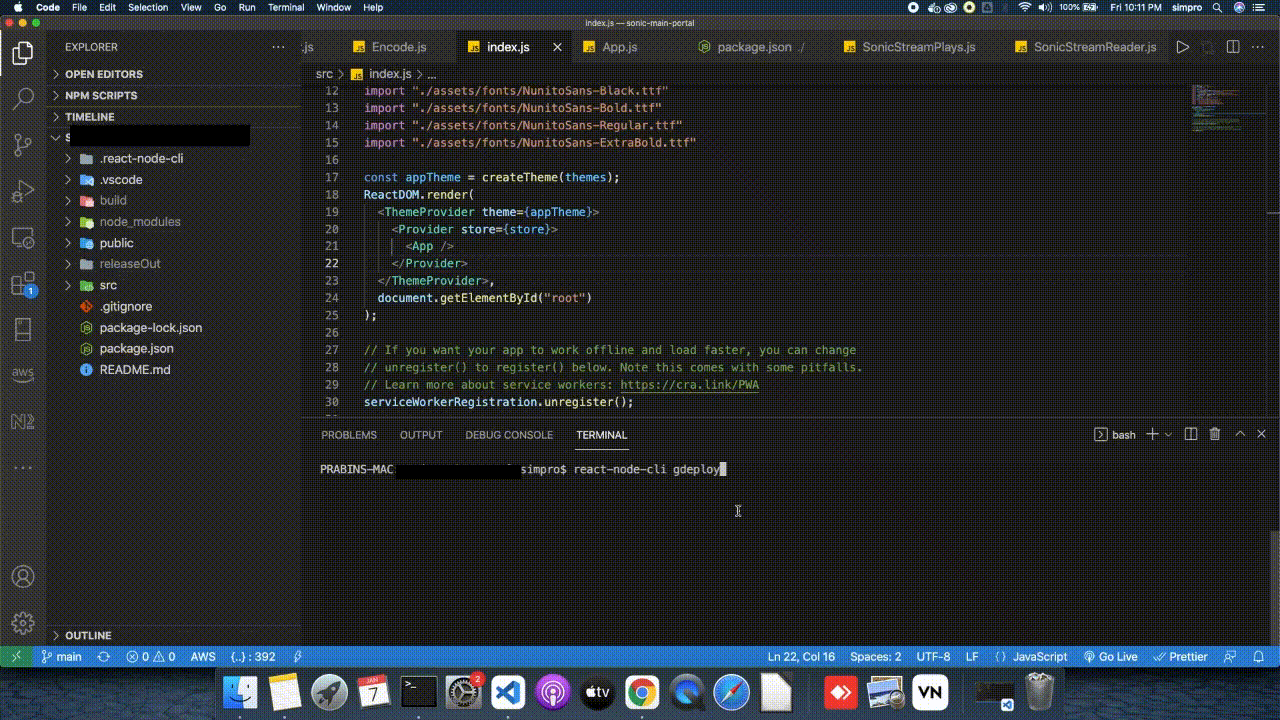 Code File Edit Selection View Go Run Terminal Window Help 100% Fri 10:11 PM simpro
index.js — sonic-main-portal
EXPLORER
.js Encode.js index.js App.js package.json ./ SonicStreamPlays.js SonicStreamReader.js
src > index.js > ...
OPEN EDITORS
NPM SCRIPTS
TIMELINE
S
.react-node-cli
.vscode
build
node_modules
public
releaseOut
src
.gitignore
package-lock.json
package.json
README.md
OUTLINE
1
aws
N2
12 import "./assets/fonts/NunitoSans-Black.ttf"
13 import "./assets/fonts/NunitoSans-Bold.ttf"
14 import "./assets/fonts/NunitoSans-Regular.ttf"
15 import "./assets/fonts/NunitoSans-ExtraBold.ttf"
16
17 const appTheme = createTheme(themes);
18 ReactDOM.render(
19 <ThemeProvider theme={appTheme}>
20 <Provider store={store}>
21 <App />
22 </Provider>
23 </ThemeProvider>,
24 document.getElementById("root")
25 );
26
27 // If you want your app to work offline and load faster, you can change
28 // unregister() to register() below. Note this comes with some pitfalls.
29 // Learn more about service workers: https://cra.link/PWA
30 serviceWorkerRegistration.unregister();
PROBLEMS OUTPUT DEBUG CONSOLE TERMINAL bash
PRABINS-MAC simpro$ react-node-cli gdeploy
main 0 0 AWS {..} : 392 Ln 22, Col 16 Spaces: 2 UTF-8 LF JavaScript Go Live Prettier
JAN
7
>_
2
tv
VN